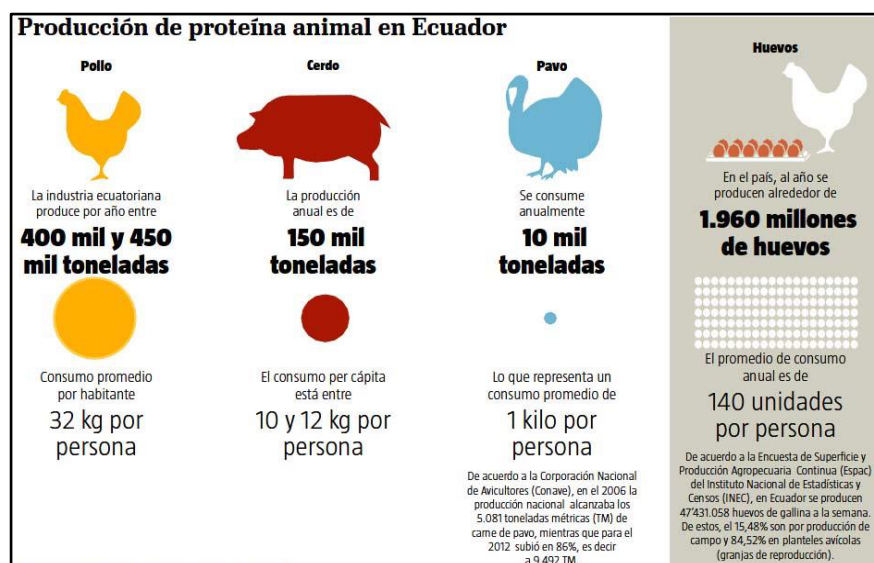 Producción de proteína animal en Ecuador
Pollo
La industria ecuatoriana
produce por año entre
400 mil y 450
mil toneladas
Consumo promedio
por habitante
32 kg por
persona
Cerdo
La producción
anual es de
150 mil
toneladas
El consumo per cápita
está entre
10 y 12 kg por
persona
Pavo
Se consume
anualmente
10 mil
toneladas
Lo que representa un
consumo promedio de
1 kilo por
persona
De acuerdo a la Corporación Nacional
de Avicultores (Conave), en el 2006 la
producción nacional alcanzaba los
5.081 toneladas métricas (TM) de
carne de pavo, mientras que para el
2012 subió en 86%, es decir
a 9.492 TM.
Huevos
En el país, al año se
producen alrededor de
1.960 millones
de huevos
El promedio de consumo
anual es de
140 unidades
por persona
De acuerdo a la Encuesta de Superficie y
Producción Agropecuaria Continua (Espac)
del Instituto Nacional de Estadísticas y
Censos (INEC), en Ecuador se producen
47'431.058 huevos de gallina a la semana.
De estos, el 15,48% son por producción de
campo y 84,52% en planteles avícolas
(granjas de reproducción).